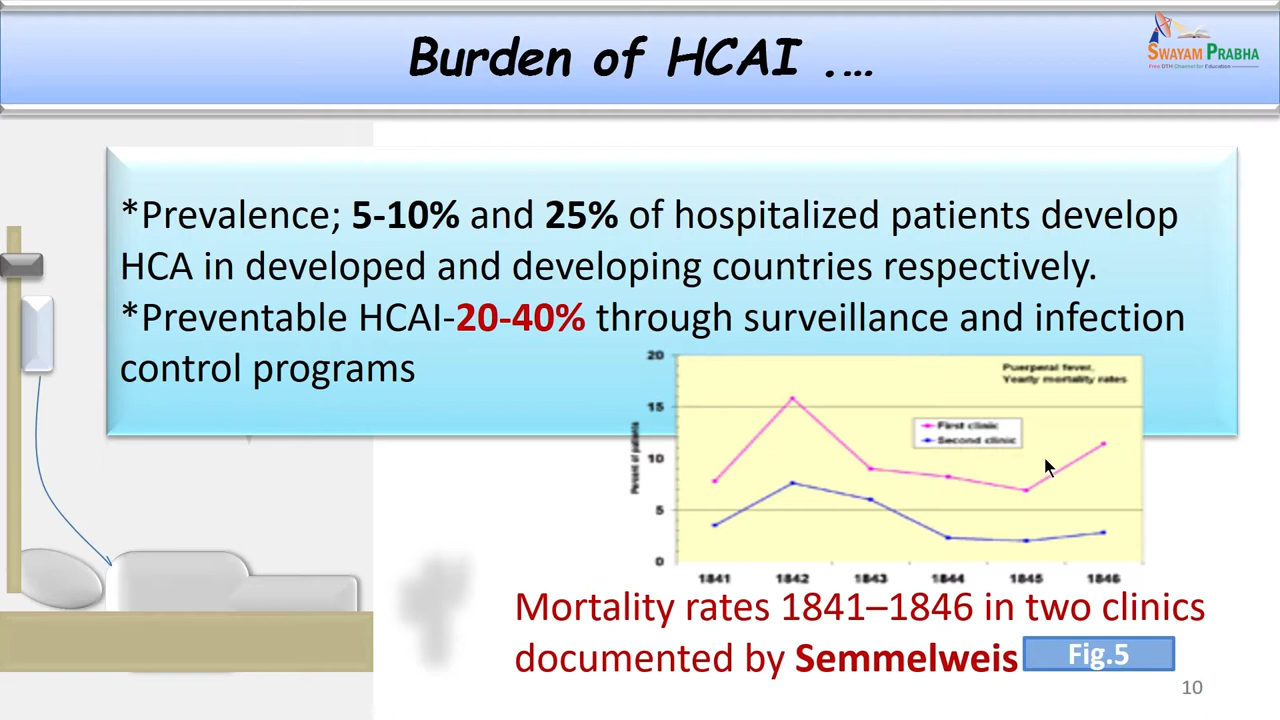 Burden of HCAI .…
SWAYAM PRABHA
Free DTH Channel for Education
*Prevalence; 5-10% and 25% of hospitalized patients develop
HCA in developed and developing countries respectively.
*Preventable HCAI-20-40% through surveillance and infection
control programs
Puerperal fever,
Yearly mortality rates
First clinic
Second clinic
Percent of patients
20
15
10
5
0
1841 1842 1843 1844 1845 1846
Mortality rates 1841–1846 in two clinics
documented by Semmelweis
Fig.5
10